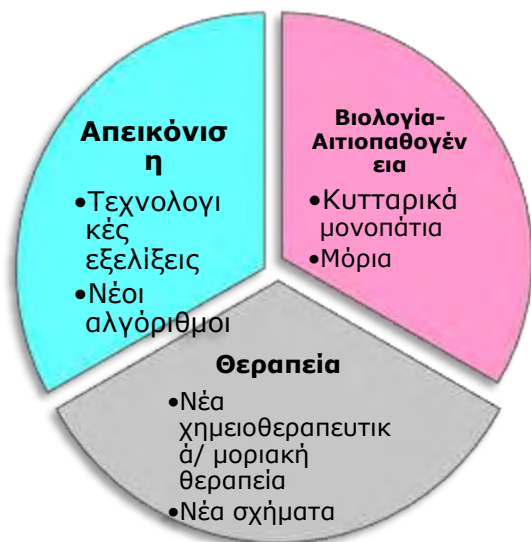 Απεικόνισ
η
•Τεχνολογι
κές
εξελίξεις
•Νέοι
αλγόριθμοι
Βιολογία-
Αιτιοπαθογέν
εια
•Κυτταρικά
μονοπάτια
•Μόρια
Θεραπεία
•Νέα
χημειοθεραπευτικ
ά/ μοριακή
θεραπεία
•Νέα σχήματα